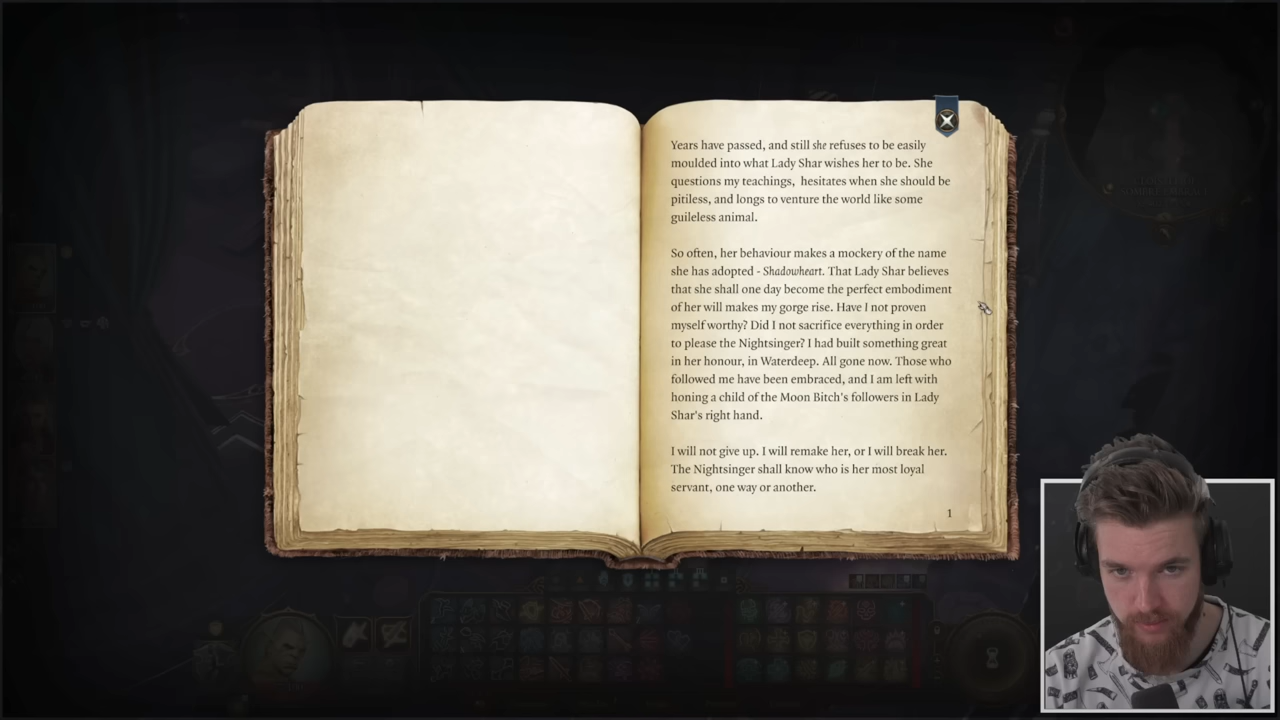 Years have passed, and still she refuses to be easily
moulded into what Lady Shar wishes her to be. She
questions my teachings, hesitates when she should be
pitiless, and longs to venture the world like some
guileless animal.
So often, her behaviour makes a mockery of the name
she has adopted - Shadowheart. That Lady Shar believes
that she shall one day become the perfect embodiment
of her will makes my gorge rise. Have I not proven
myself worthy? Did I not sacrifice everything in order
to please the Nightsinger? I had built something great
in her honour, in Waterdeep. All gone now. Those who
followed me have been embraced, and I am left with
honing a child of the Moon Bitch's followers in Lady
Shar's right hand.
I will not give up. I will remake her, or I will break her.
The Nightsinger shall know who is her most loyal
servant, one way or another.
1